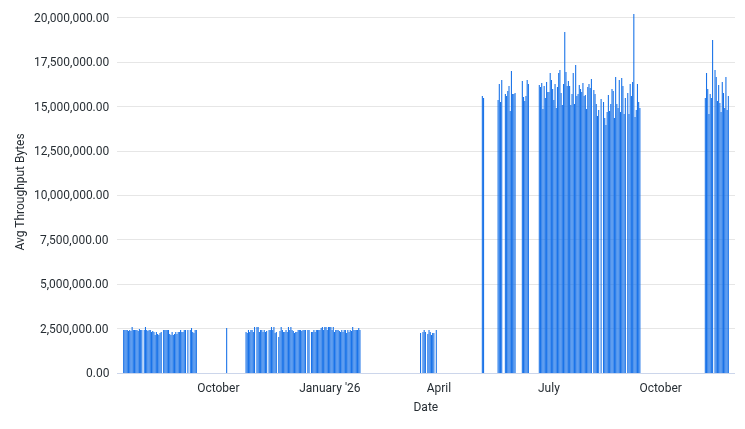 20,000,000.00
17,500,000.00
15,000,000.00
12,500,000.00
10,000,000.00
7,500,000.00
5,000,000.00
2,500,000.00
0.00
Avg Throughput Bytes
October
January '26
April
July
October
Date